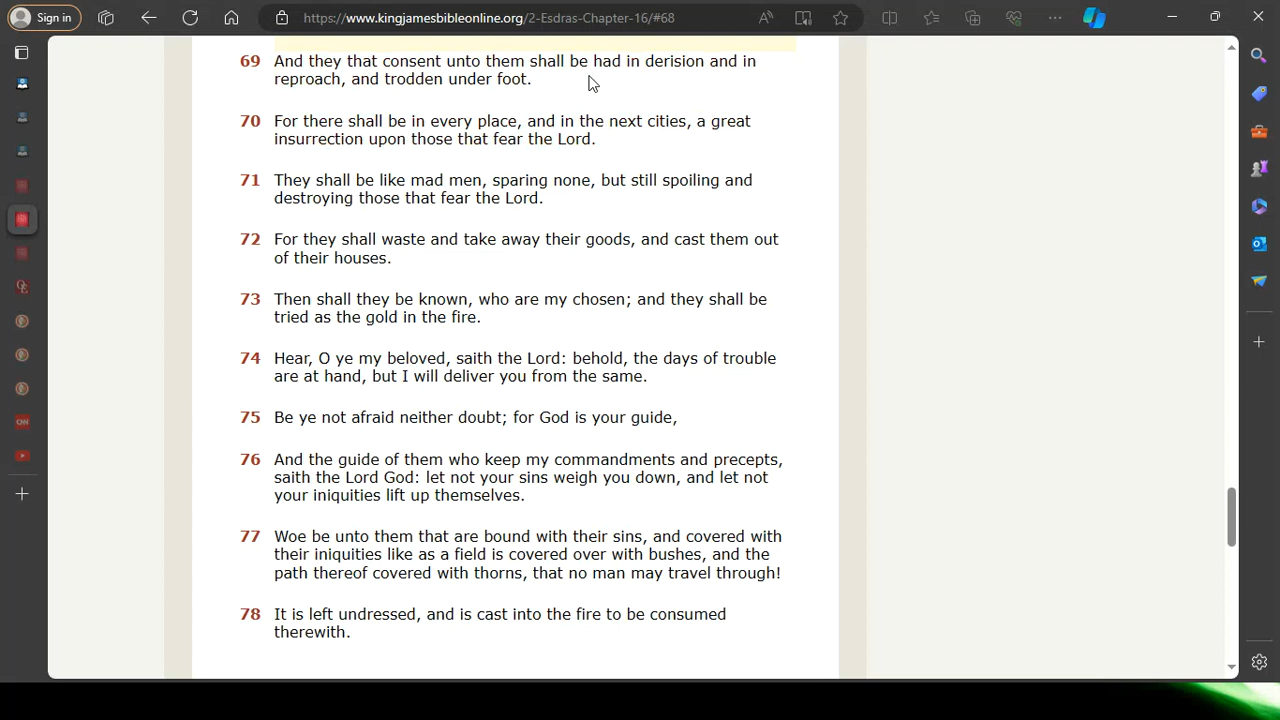 Sign in
https://www.kingjamesbibleonline.org/2-Esdras-Chapter-16/#68
69 And they that consent unto them shall be had in derision and in
reproach, and trodden under foot.
70 For there shall be in every place, and in the next cities, a great
insurrection upon those that fear the Lord.
71 They shall be like mad men, sparing none, but still spoiling and
destroying those that fear the Lord.
72 For they shall waste and take away their goods, and cast them out
of their houses.
73 Then shall they be known, who are my chosen; and they shall be
tried as the gold in the fire.
74 Hear, O ye my beloved, saith the Lord: behold, the days of trouble
are at hand, but I will deliver you from the same.
75 Be ye not afraid neither doubt; for God is your guide,
76 And the guide of them who keep my commandments and precepts,
saith the Lord God: let not your sins weigh you down, and let not
your iniquities lift up themselves.
77 Woe be unto them that are bound with their sins, and covered with
their iniquities like as a field is covered over with bushes, and the
path thereof covered with thorns, that no man may travel through!
78 It is left undressed, and is cast into the fire to be consumed
therewith.
CNN